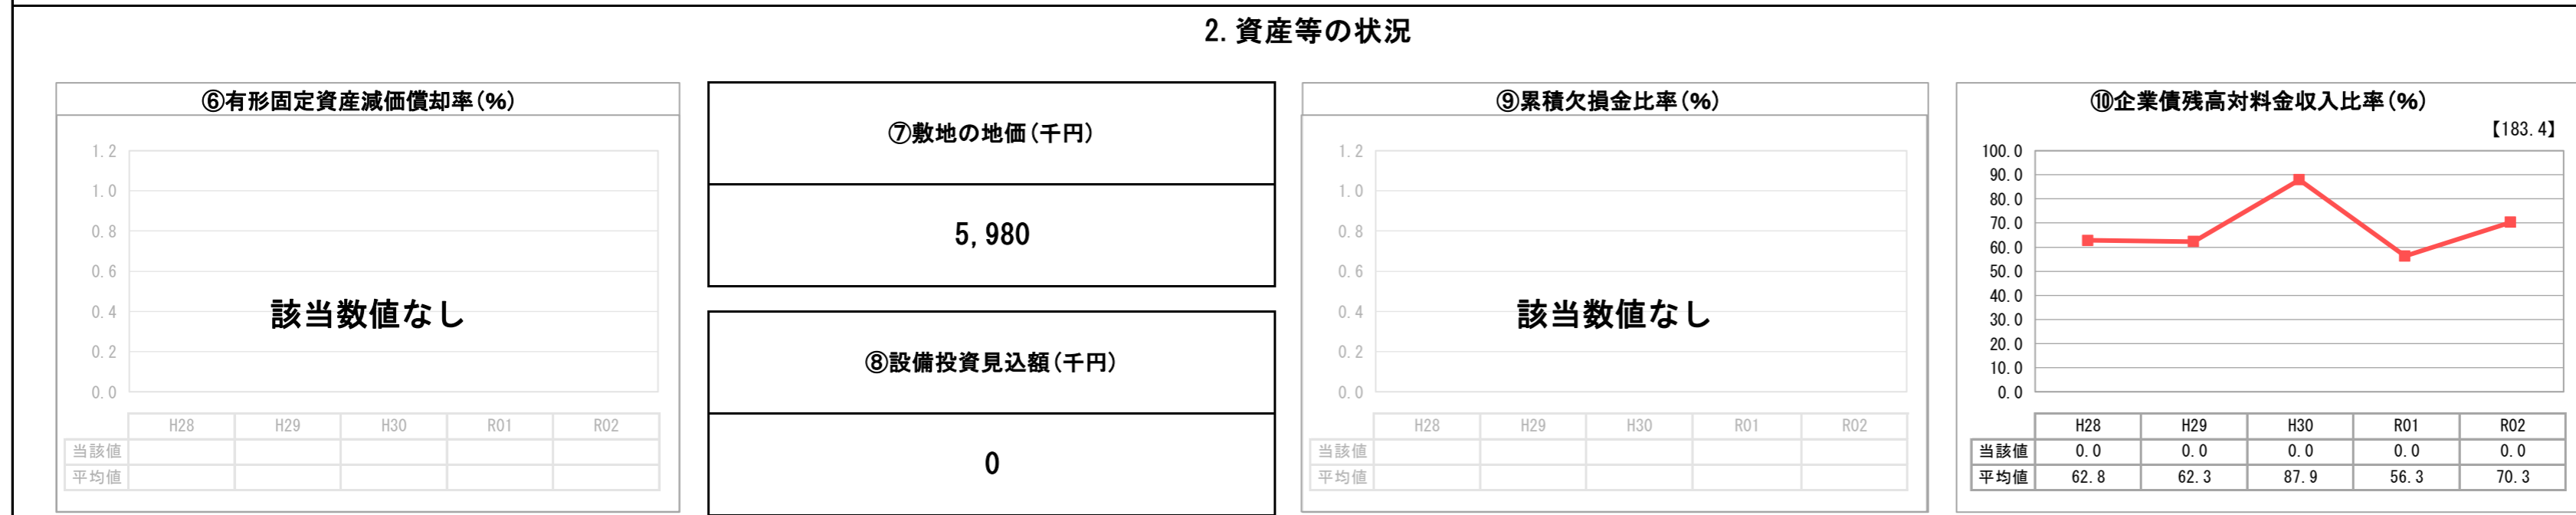 2.資産等の状況
⑥有形固定資産減価償却率(%)
1.2
1.0
0.8
0.6
0.4
0.2
0.0
該当数値なし
H28 H29 H30 R01 R02
当該値
平均値
⑦敷地の地価(千円)
5,980
⑧設備投資見込額(千円)
0
⑨累積欠損金比率(%)
1.2
1.0
0.8
0.6
0.4
0.2
0.0
該当数値なし
H28 H29 H30 R01 R02
当該値
平均値
⑩企業債残高対料金収入比率(%)
【183.4】
100.0
90.0
80.0
70.0
60.0
50.0
40.0
30.0
20.0
10.0
0.0
H28 H29 H30 R01 R02
当該値 0.0 0.0 0.0 0.0 0.0
平均値 62.8 62.3 87.9 56.3 70.3